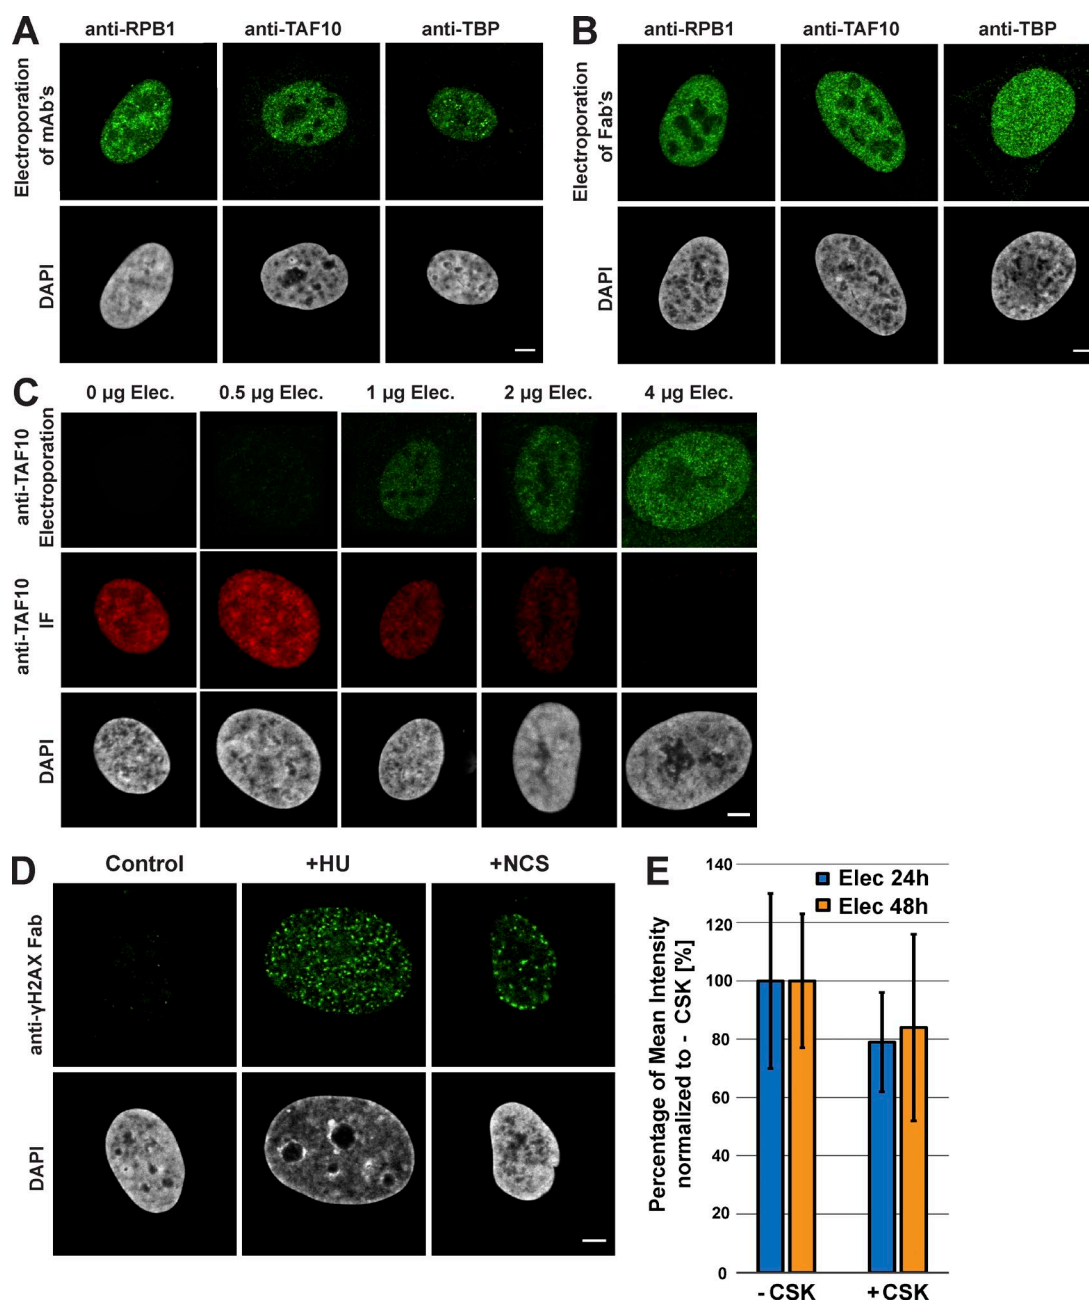 A
anti-RPB1
anti-TAF10
anti-TBP
Electroporation
of mAb's
DAPI
B
anti-RPB1
anti-TAF10
anti-TBP
Electroporation
of Fab's
DAPI
C
0 µg Elec.
0.5 µg Elec.
1 µg Elec.
2 µg Elec.
4 µg Elec.
anti-TAF10
Electroporation
anti-TAF10
IF
DAPI
D
Control
+HU
+NCS
anti-γH2AX Fab
DAPI
E
Percentage of Mean Intensity
normalized to - CSK [%]
140
120
100
80
60
40
20
0
Elec 24h
Elec 48h
- CSK
+ CSK